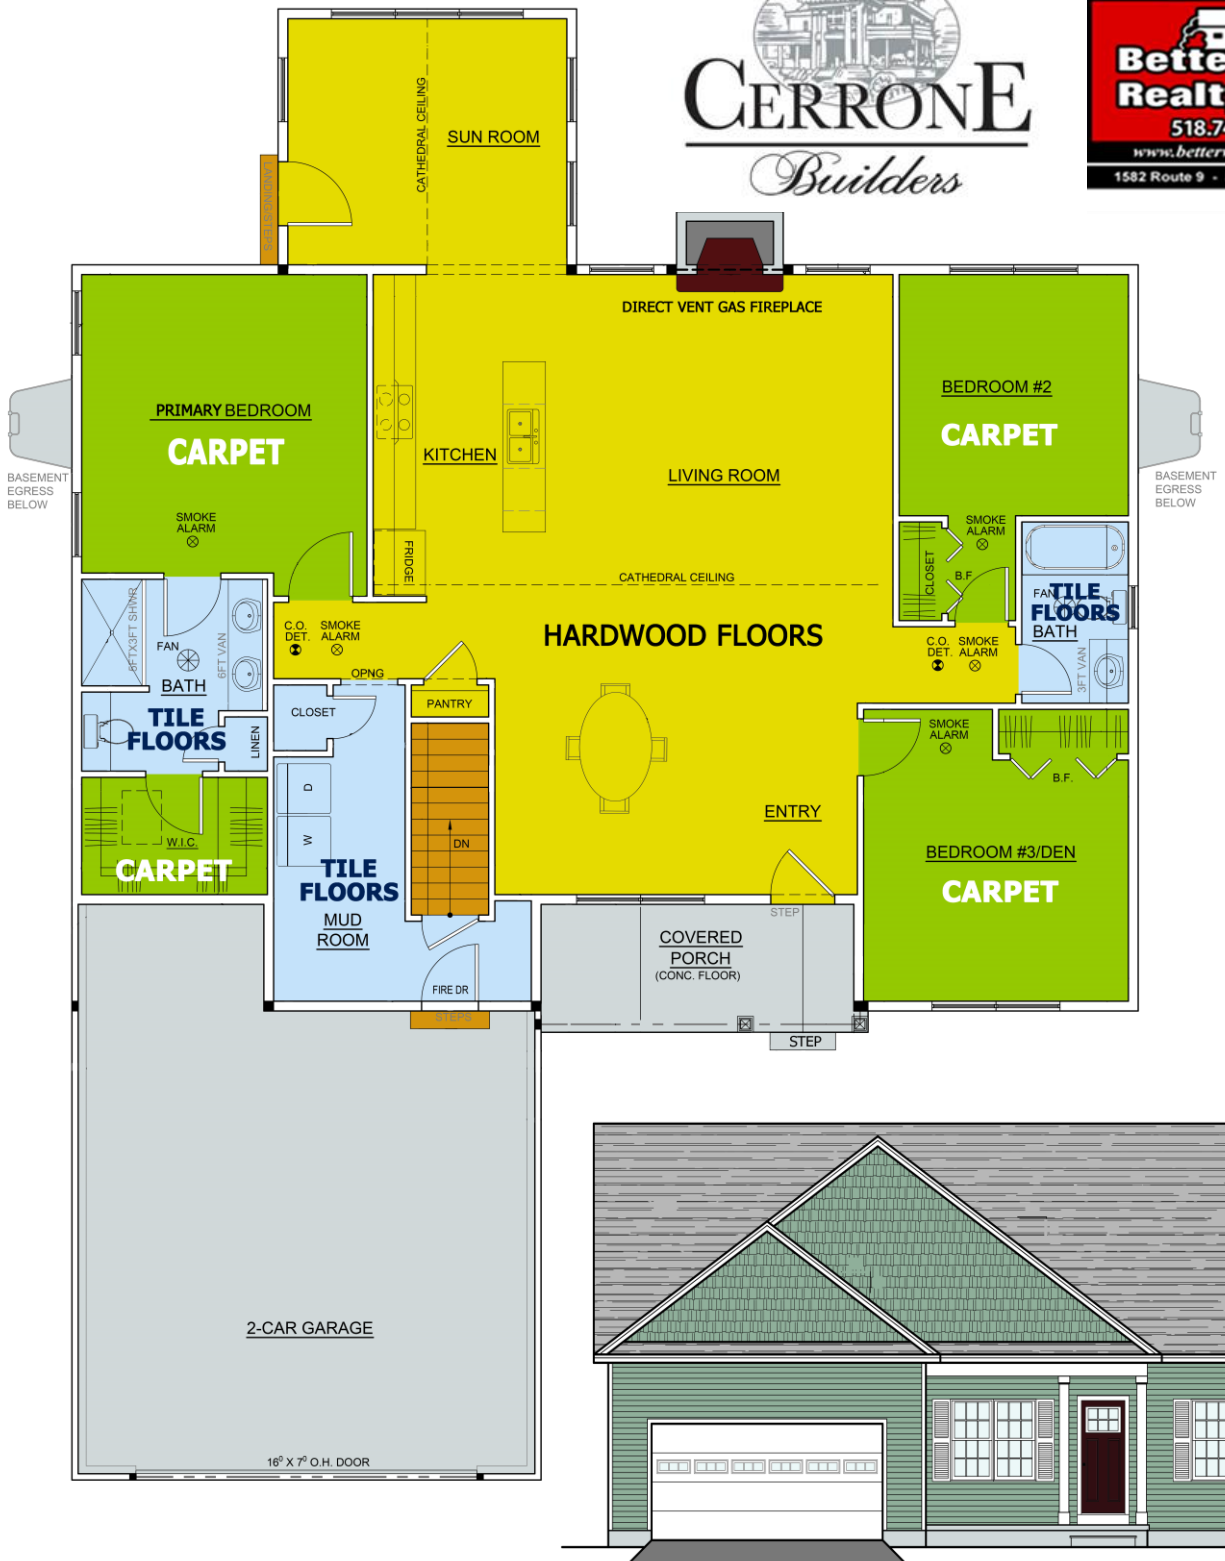 CERRONE
Builders
Bette
Realt
518.7
www.better
1582 Route 9 -
CATHEDRAL CEILING
SUN ROOM
LANDING/STEPS
DIRECT VENT GAS FIREPLACE
PRIMARY BEDROOM
CARPET
SMOKE
ALARM
BASEMENT
EGRESS
BELOW
KITCHEN
FRIDGE
LIVING ROOM
CATHEDRAL CEILING
HARDWOOD FLOORS
BEDROOM #2
CARPET
BASEMENT
EGRESS
BELOW
SMOKE
ALARM
CLOSET
B.F
FAN
TILE
FLOORS
BATH
3FT VAN
C.O.
DET.
SMOKE
ALARM
6FTX3FT SHWR
FAN
6FT VAN
BATH
TILE
FLOORS
LINEN
C.O.
DET.
SMOKE
ALARM
OPNG
CLOSET
PANTRY
W.I.C.
CARPET
D
W
TILE
FLOORS
MUD
ROOM
DN
FIRE DR
STEPS
ENTRY
STEP
COVERED
PORCH
(CONC. FLOOR)
STEP
SMOKE
ALARM
B.F.
BEDROOM #3/DEN
CARPET
2-CAR GARAGE
16⁰ X 7⁰ O.H. DOOR